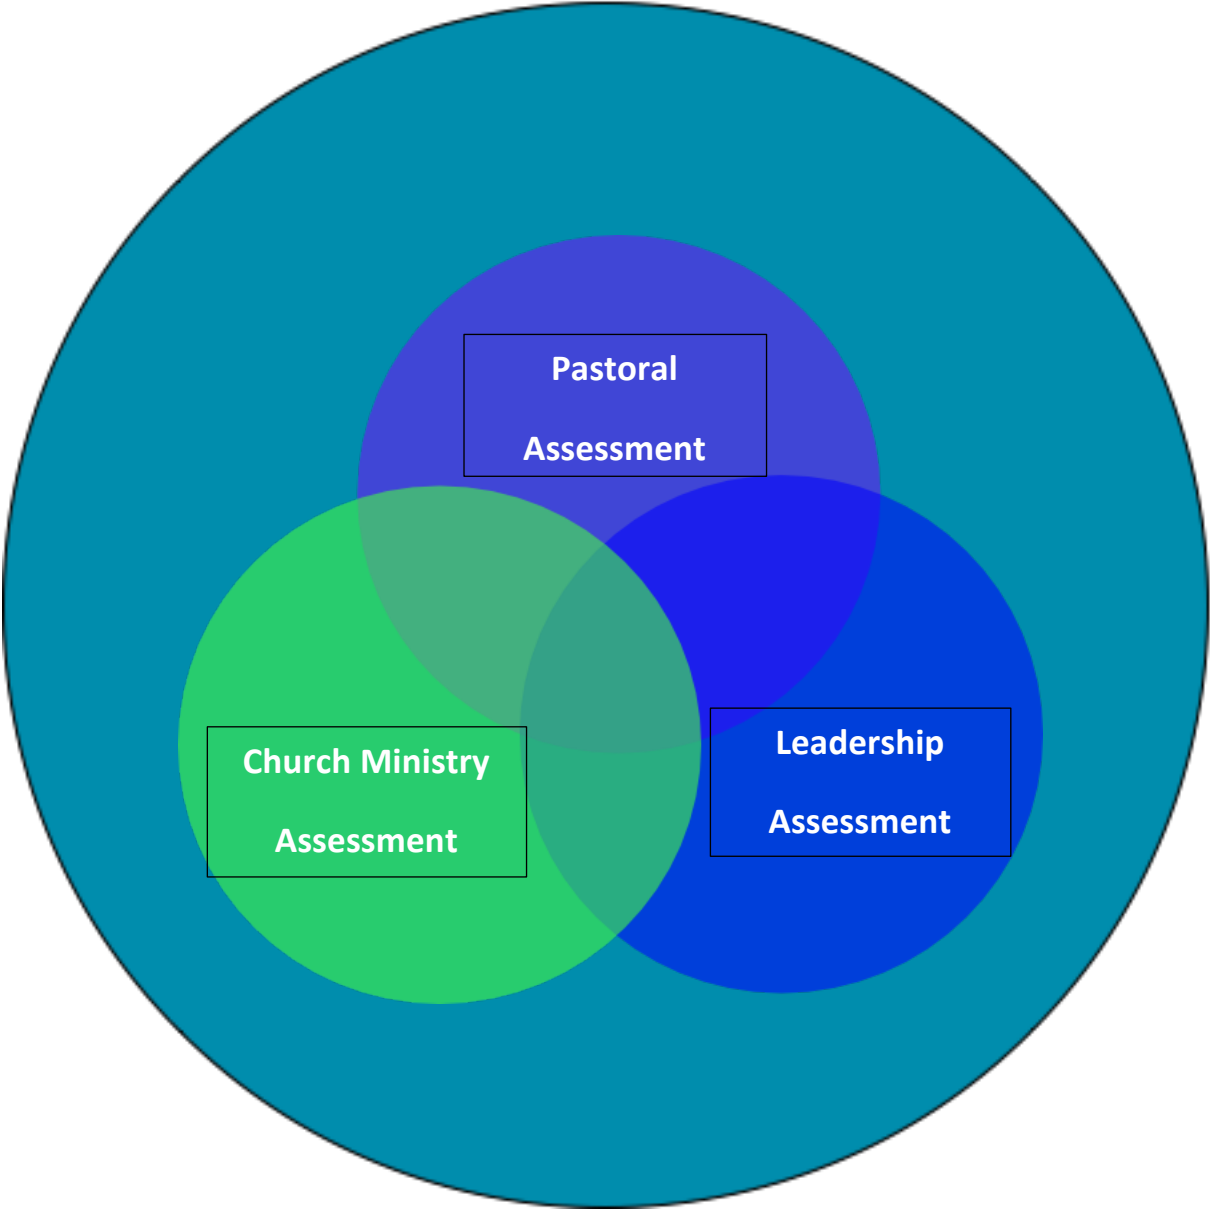 Pastoral
Assessment
Church Ministry
Assessment
Leadership
Assessment